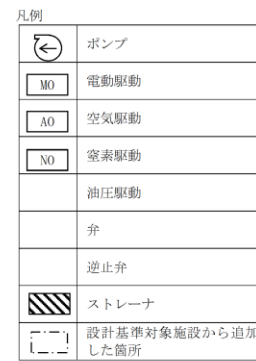 凡例
ポンプ
MO 電動駆動
AO 空気駆動
NO 窒素駆動
油圧駆動
弁
逆止弁
ストレーナ
設計基準対象施設から追加
した箇所